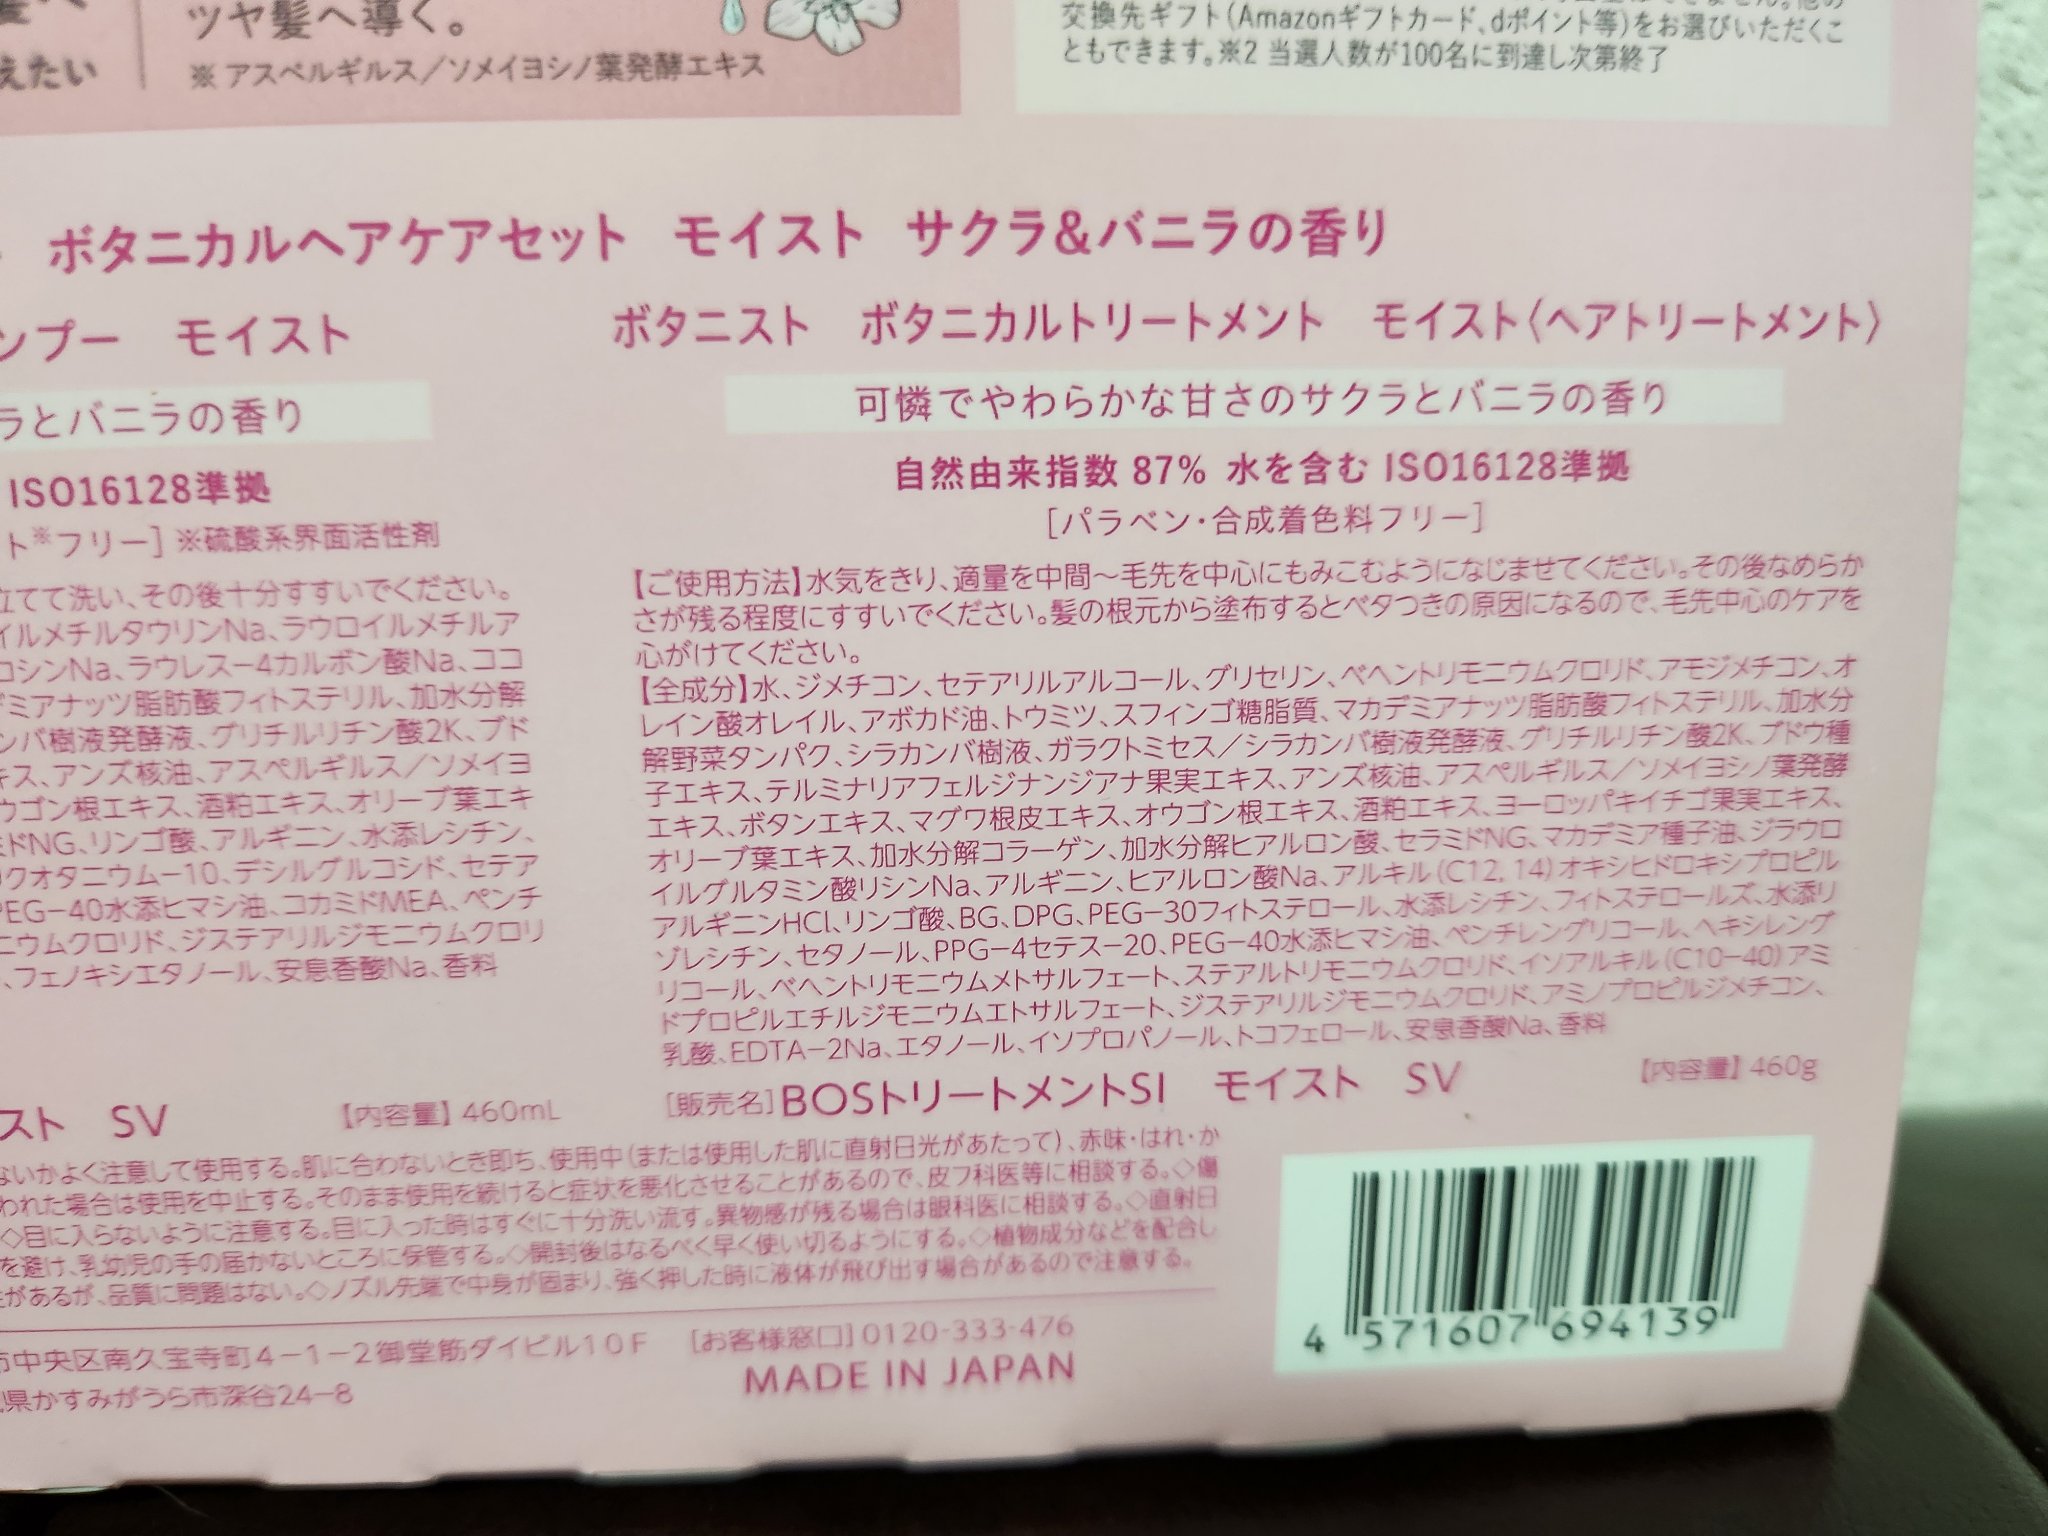 ツヤ髪へ導く。
えたい
※アスペルギルス／ソメイヨシノ葉発酵エキス
交換先ギフト(Amazonギフトカード、dポイント等)をお選びいただくこ
ともできます。※2 当選人数が100名に到達し次第終了
ボタニカルヘアケアセット モイスト サクラ&バニラの香り
ンプー モイスト
ラとバニラの香り
ISO16128準拠
ト※フリー] ※硫酸系界面活性剤
立てて洗い、その後十分すすいでください。
イルメチルタウリンNa、ラウロイルメチルア
コシンNa、ラウレス−4カルボン酸Na、ココ
デミアナッツ脂肪酸フィトステリル、加水分解
ンバ樹液発酵液、グリチルリチン酸2K、ブド
キス、アンズ核油、アスペルギルス／ソメイヨ
ウゴン根エキス、酒粕エキス、オリーブ葉エキ
ミドNG、リンゴ酸、アルギニン、水添レシチン、
クオタニウム−10、デシルグルコシド、セテア
PEG−40水添ヒマシ油、コカミドMEA、ペンチ
ニウムクロリド、ジステアリルジモニウムクロリ
、フェノキシエタノール、安息香酸Na、香料
スト SV 【内容量】460mL
ボタニスト ボタニカルトリートメント モイスト〈ヘアトリートメント〉
可憐でやわらかな甘さのサクラとバニラの香り
自然由来指数 87% 水を含む ISO16128準拠
[パラベン・合成着色料フリー]
【ご使用方法】水気をきり、適量を中間〜毛先を中心にもみこむようになじませてください。その後なめらか
さが残る程度にすすいでください。髪の根元から塗布するとベタつきの原因になるので、毛先中心のケアを
心がけてください。
【全成分】水、ジメチコン、セテアリルアルコール、グリセリン、ベヘントリモニウムクロリド、アモジメチコン、オ
レイン酸オレイル、アボカド油、トウミツ、スフィンゴ糖脂質、マカデミアナッツ脂肪酸フィトステリル、加水分
解野菜タンパク、シラカンバ樹液、ガラクトミセス／シラカンバ樹液発酵液、グリチルリチン酸2K、ブドウ種
子エキス、テルミナリアフェルジナンジアナ果実エキス、アンズ核油、アスペルギルス／ソメイヨシノ葉発酵
エキス、ボタンエキス、マグワ根皮エキス、オウゴン根エキス、酒粕エキス、ヨーロッパキイチゴ果実エキス、
オリーブ葉エキス、加水分解コラーゲン、加水分解ヒアルロン酸、セラミドNG、マカデミア種子油、ジラウロ
イルグルタミン酸リシンNa、アルギニン、ヒアルロン酸Na、アルキル(C12,14)オキシヒドロキシプロピル
アルギニンHCl、リンゴ酸、BG、DPG、PEG−30フィトステロール、水添レシチン、フィトステロールズ、水添リ
ゾレシチン、セタノール、PPG−4セテス−20、PEG−40水添ヒマシ油、ペンチレングリコール、ヘキシレング
リコール、ベヘントリモニウムメトサルフェート、ステアルトリモニウムクロリド、イソアルキル(C10−40)アミ
ドプロピルエチルジモニウムエトサルフェート、ジステアリルジモニウムクロリド、アミノプロピルジメチコン、
乳酸、EDTA−2Na、エタノール、イソプロパノール、トコフェロール、安息香酸Na、香料
[販売名]BOSトリートメントSI モイスト SV 【内容量】460g
ないかよく注意して使用する。肌に合わないとき即ち、使用中(または使用した肌に直射日光があたって)、赤味・はれ・か
われた場合は使用を中止する。そのまま使用を続けると症状を悪化させることがあるので、皮フ科医等に相談する。◇傷
◇目に入らないように注意する。目に入った時はすぐに十分洗い流す。異物感が残る場合は眼科医に相談する。◇直射日
を避け、乳幼児の手の届かないところに保管する。◇開封後はなるべく早く使い切るようにする。◇植物成分などを配合し
があるが、品質に問題はない。◇ノズル先端で中身が固まり、強く押した時に液体が飛び出す場合があるので注意する。
市中央区南久宝寺町4−1−2御堂筋ダイビル10F [お客様窓口]0120-333-476
県かすみがうら市深谷24−8
MADE IN JAPAN
4 571607 694139